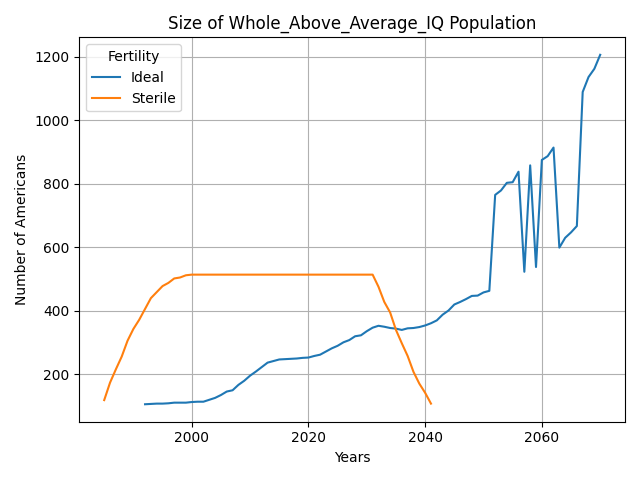 Size of Whole_Above_Average_IQ Population
Fertility
Ideal
Sterile
Number of Americans
1200
1000
800
600
400
200
2000
2020
2040
2060
Years